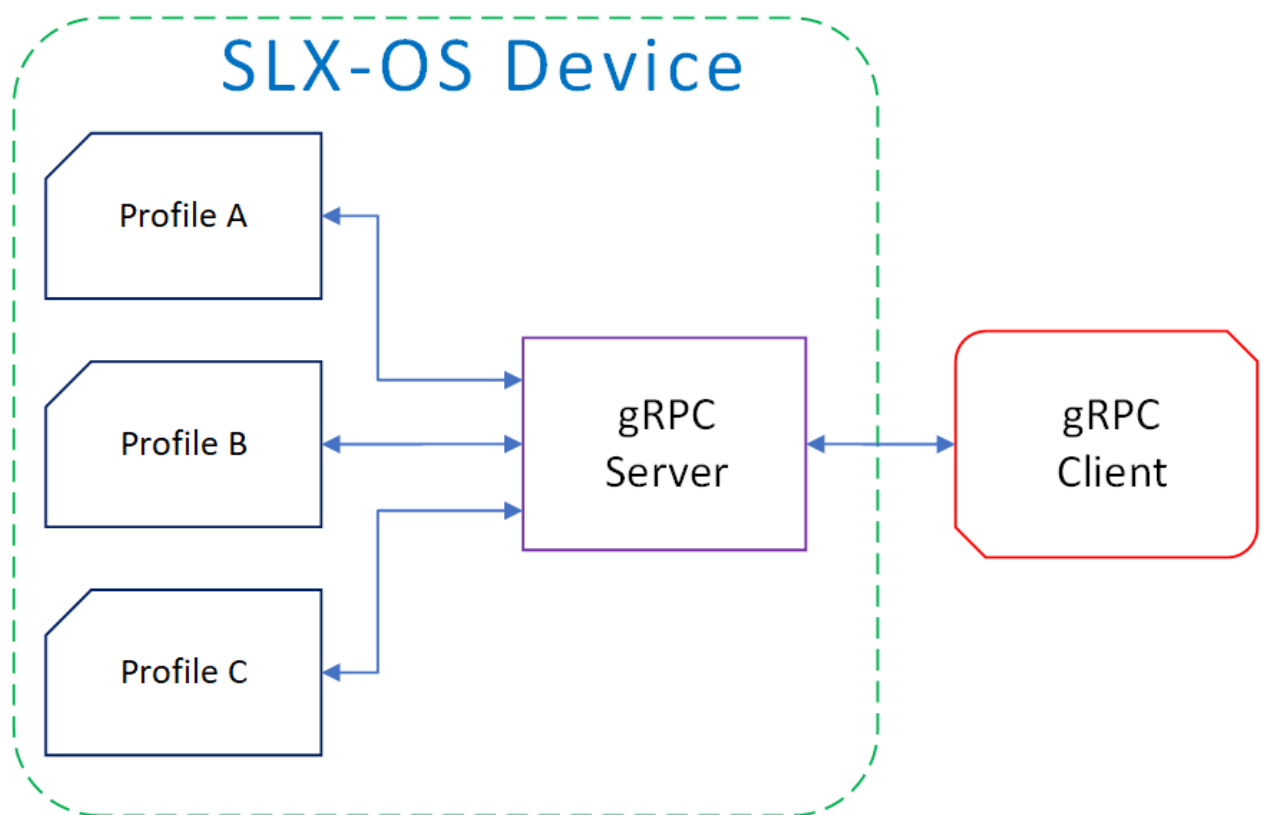 SLX-OS Device
Profile A
Profile B
Profile C
gRPC
Server
gRPC
Client